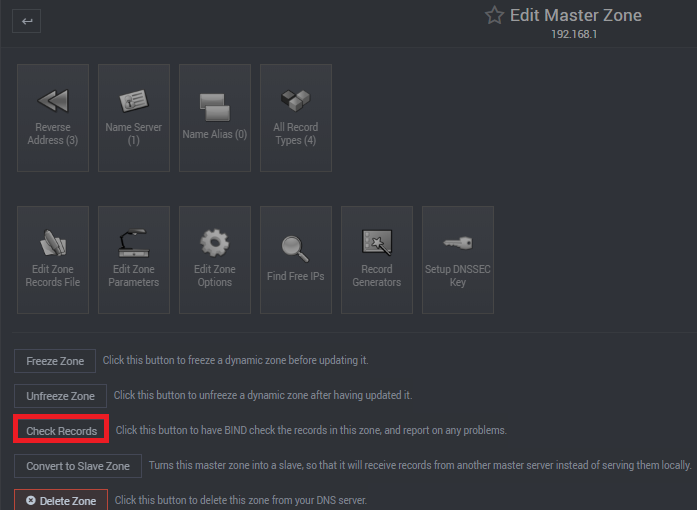 Edit Master Zone
192.168.1
Reverse
Address (3)
Name Server
(1)
Name Alias (0)
All Record
Types (4)
Edit Zone
Records File
Edit Zone
Parameters
Edit Zone
Options
Find Free IPs
Record
Generators
Setup DNSSEC
Key
Freeze Zone Click this button to freeze a dynamic zone before updating it.
Unfreeze Zone Click this button to unfreeze a dynamic zone after having updated it.
Check Records Click this button to have BIND check the records in this zone, and report on any problems.
Convert to Slave Zone Turns this master zone into a slave, so that it will receive records from another master server instead of serving them locally.
Delete Zone Click this button to delete this zone from your DNS server.